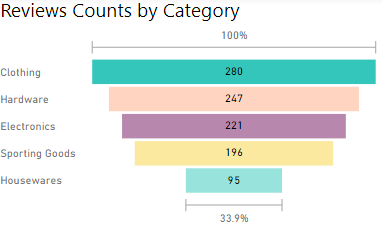 Reviews Counts by Category
100%
Clothing 280
Hardware 247
Electronics 221
Sporting Goods 196
Housewares 95
33.9%